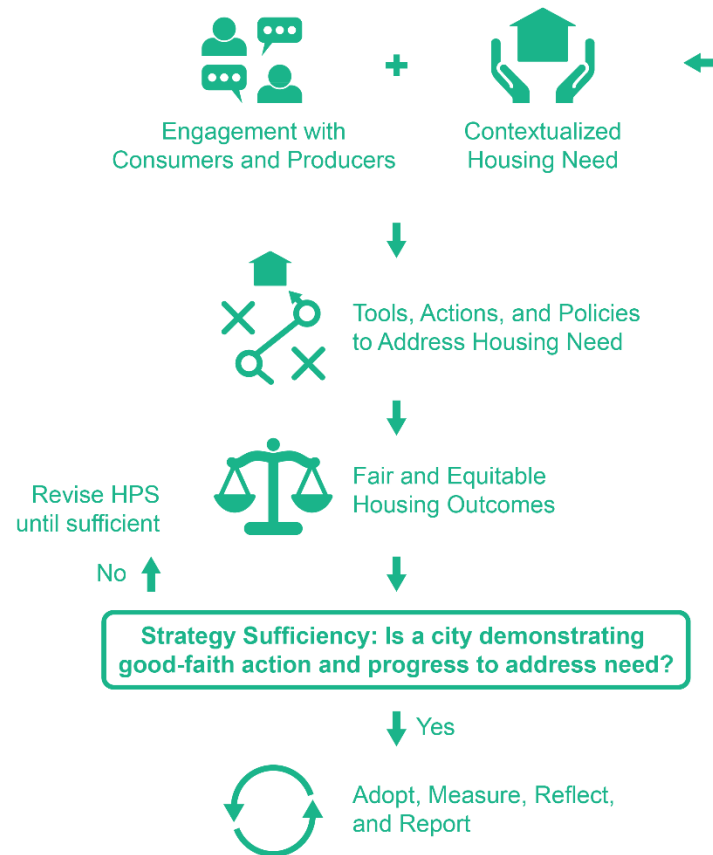 Engagement with
Consumers and Producers
Contextualized
Housing Need
Tools, Actions, and Policies
to Address Housing Need
Fair and Equitable
Housing Outcomes
Revise HPS
until sufficient
No
Strategy Sufficiency: Is a city demonstrating
good-faith action and progress to address need?
Yes
Adopt, Measure, Reflect,
and Report